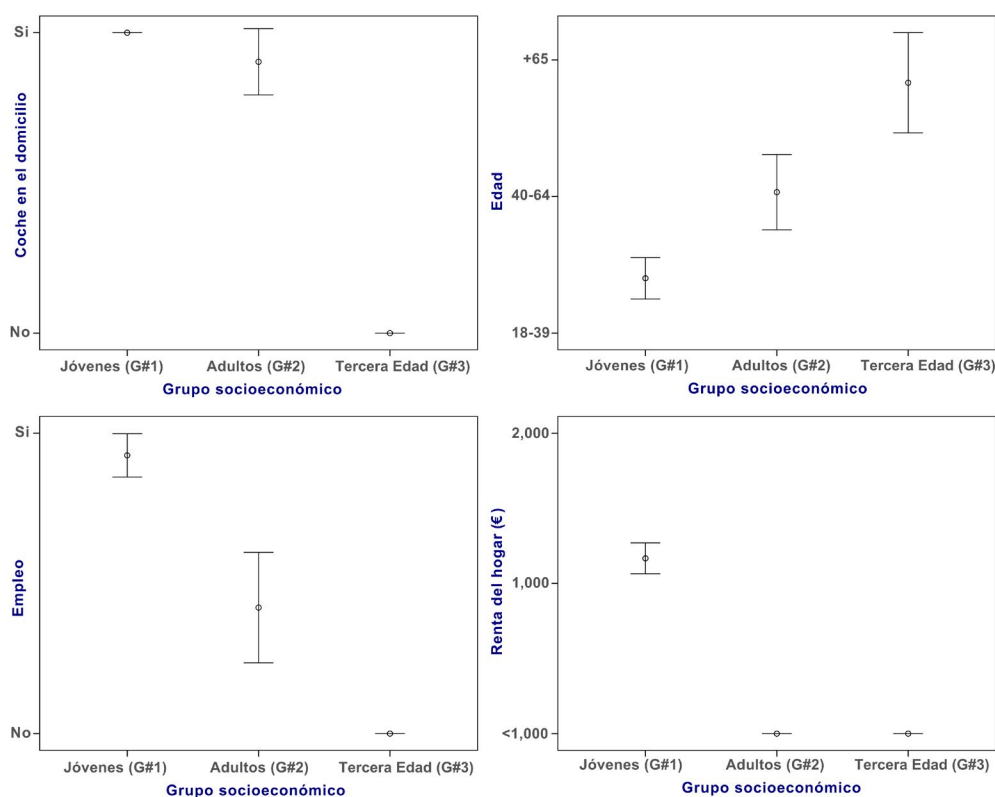 Si
Coche en el domicilio
No
Jóvenes (G#1) Adultos (G#2) Tercera Edad (G#3)
Grupo socioeconómico
+65
Edad
40-64
18-39
Jóvenes (G#1) Adultos (G#2) Tercera Edad (G#3)
Grupo socioeconómico
Si
Empleo
No
Jóvenes (G#1) Adultos (G#2) Tercera Edad (G#3)
Grupo socioeconómico
2,000
Renta del hogar (€)
1,000
<1,000
Jóvenes (G#1) Adultos (G#2) Tercera Edad (G#3)
Grupo socioeconómico